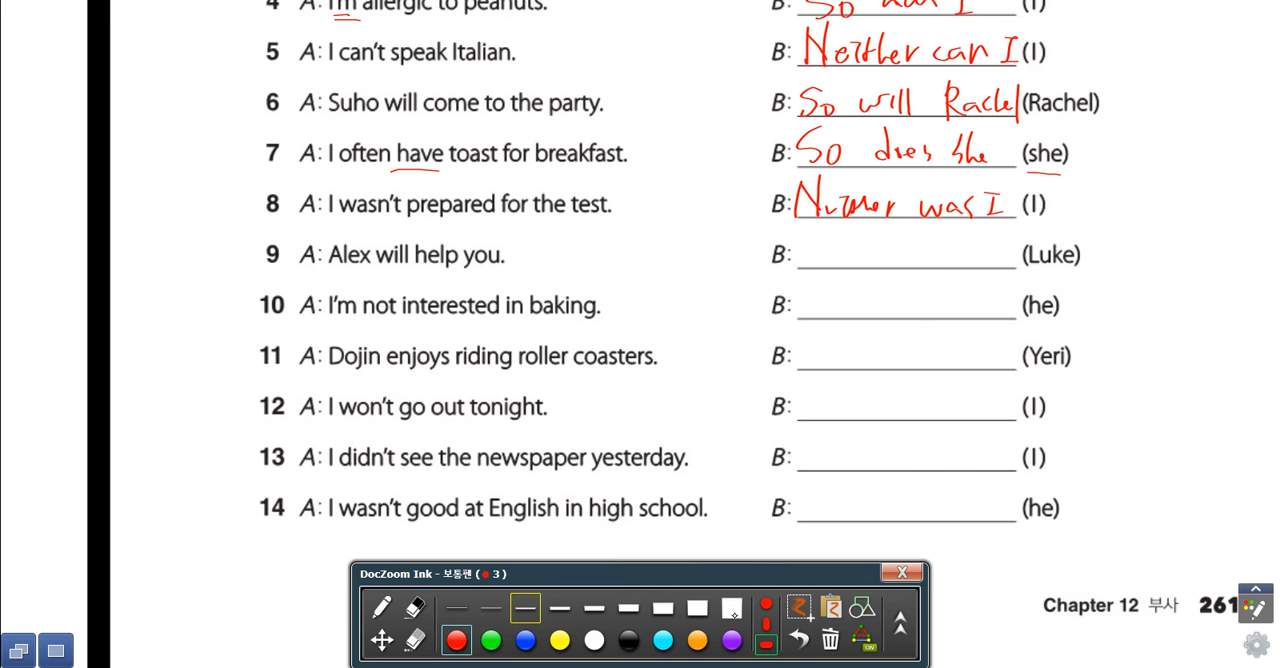 4 A: I'm allergic to peanuts. B: So am I (I)
5 A: I can't speak Italian. B: Neither can I (I)
6 A: Suho will come to the party. B: So will Rachel (Rachel)
7 A: I often have toast for breakfast. B: So does she (she)
8 A: I wasn't prepared for the test. B: Neither was I (I)
9 A: Alex will help you. B: (Luke)
10 A: I'm not interested in baking. B: (he)
11 A: Dojin enjoys riding roller coasters. B: (Yeri)
12 A: I won't go out tonight. B: (I)
13 A: I didn't see the newspaper yesterday. B: (I)
14 A: I wasn't good at English in high school. B: (he)
DocZoom Ink - 보통펜 ( 3 )
X
ON
Chapter 12 부사 261